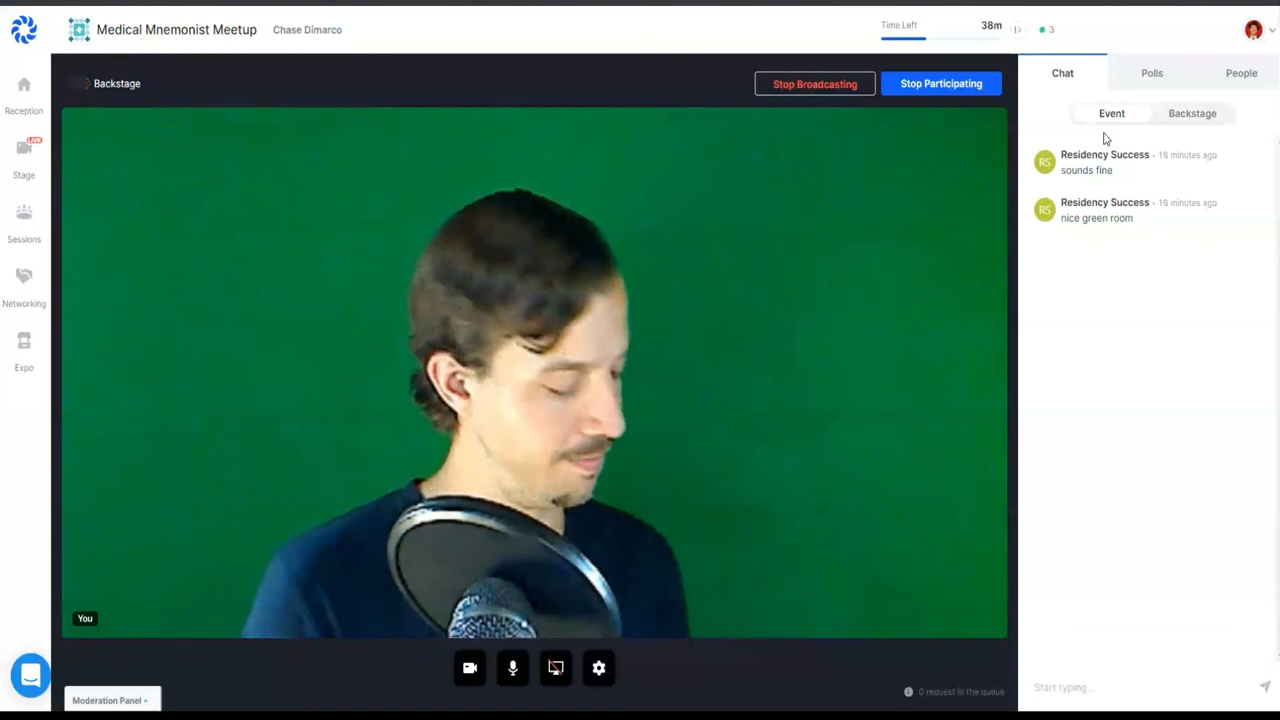 Medical Mnemonist Meetup Chase Dimarco
Time Left 38m
3
Reception
LIVE
Stage
Sessions
Networking
Expo
Backstage
Stop Broadcasting
Stop Participating
You
Moderation Panel
0 request in the queue
Chat Polls People
Event Backstage
RS
Residency Success • 16 minutes ago
sounds fine
RS
Residency Success • 16 minutes ago
nice green room
Start typing...